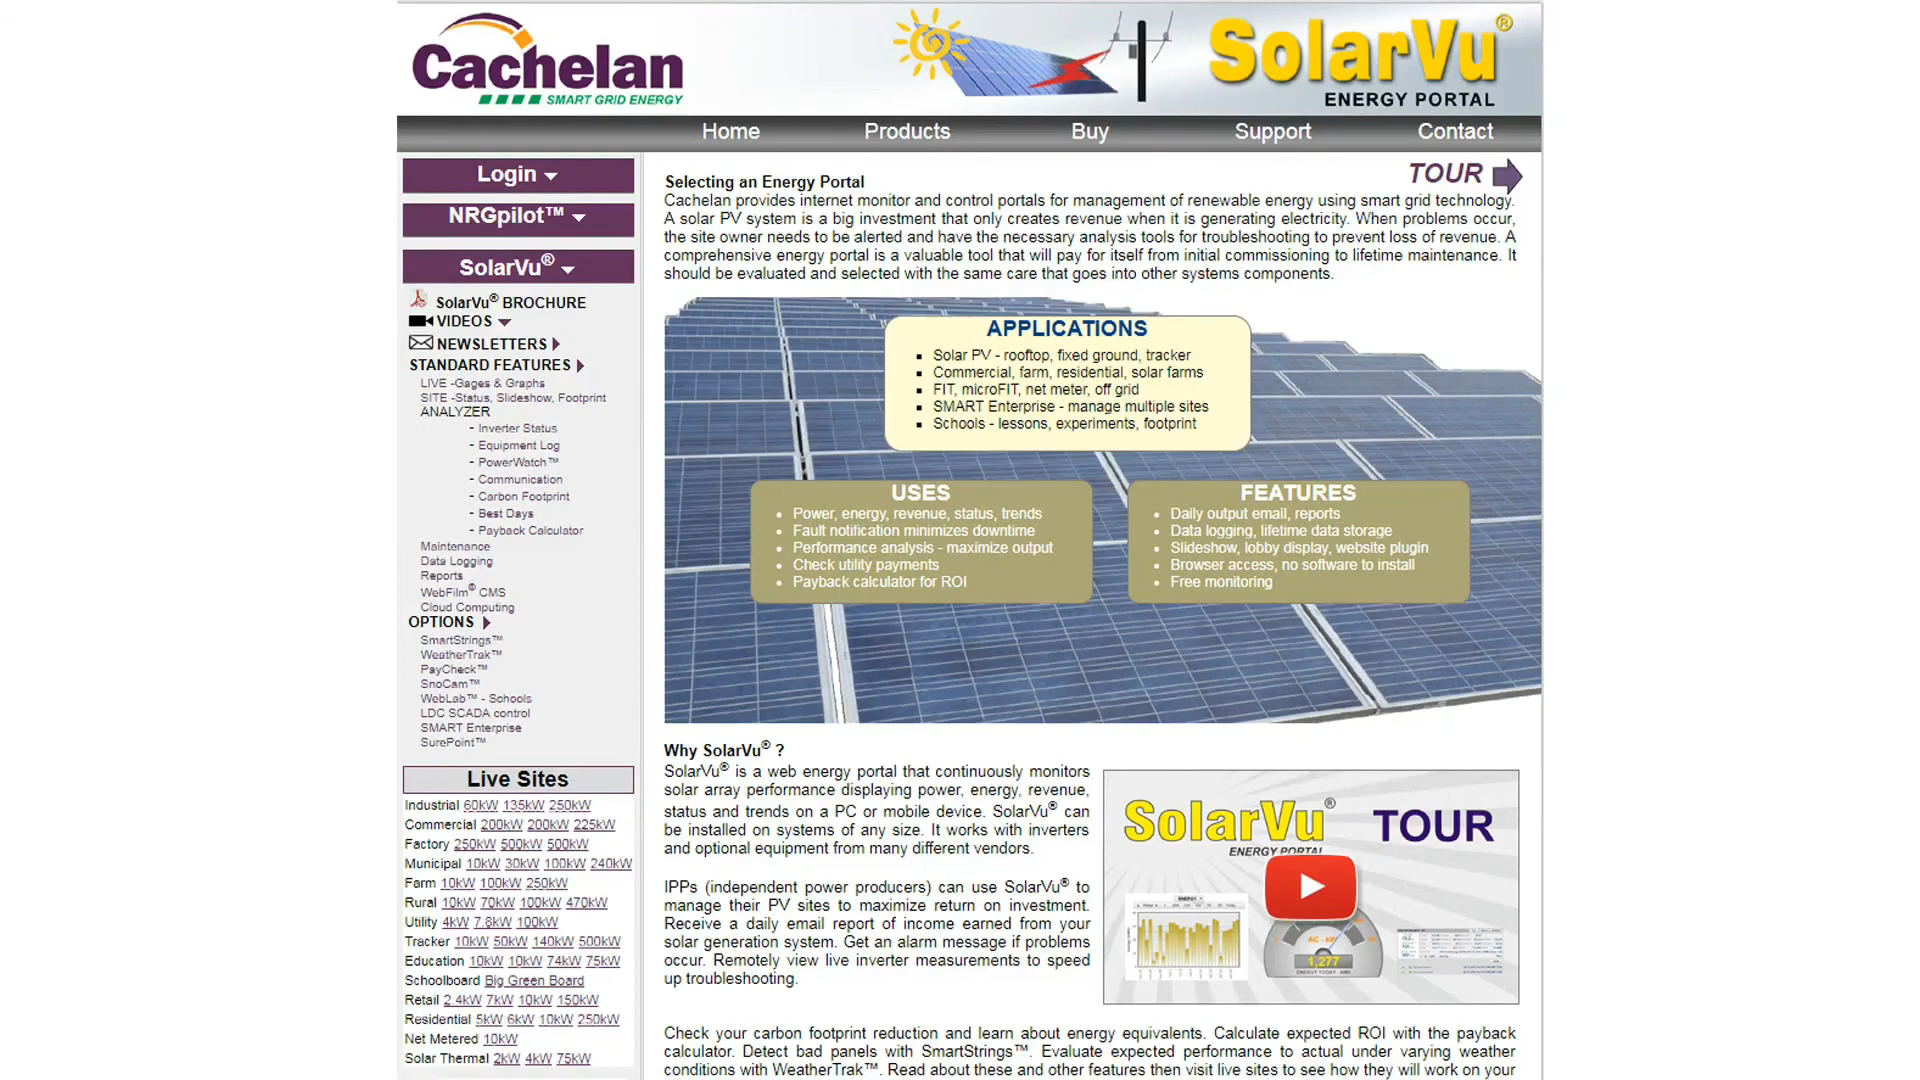 Cachelan
SMART GRID ENERGY
SolarVu®
ENERGY PORTAL
Home Products Buy Support Contact
Login
NRGpilot™
SolarVu®
SolarVu® BROCHURE
VIDEOS
NEWSLETTERS
STANDARD FEATURES
LIVE -Gages & Graphs
SITE -Status, Slideshow, Footprint
ANALYZER
- Inverter Status
- Equipment Log
- PowerWatch™
- Communication
- Carbon Footprint
- Best Days
- Payback Calculator
Maintenance
Data Logging
Reports
WebFilm® CMS
Cloud Computing
OPTIONS
SmartStrings™
WeatherTrak™
PayCheck™
SnoCam™
WebLab™ - Schools
LDC SCADA control
SMART Enterprise
SurePoint™
Live Sites
Industrial 60kW 135kW 250kW
Commercial 200kW 200kW 225kW
Factory 250kW 500kW 500kW
Municipal 10kW 30kW 100kW 240kW
Farm 10kW 100kW 250kW
Rural 10kW 70kW 100kW 470kW
Utility 4kW 7.8kW 100kW
Tracker 10kW 50kW 140kW 500kW
Education 10kW 10kW 74kW 75kW
Schoolboard Big Green Board
Retail 2.4kW 7kW 10kW 150kW
Residential 5kW 6kW 10kW 250kW
Net Metered 10kW
Solar Thermal 2kW 4kW 75kW
TOUR
Selecting an Energy Portal
Cachelan provides internet monitor and control portals for management of renewable energy using smart grid technology.
A solar PV system is a big investment that only creates revenue when it is generating electricity. When problems occur,
the site owner needs to be alerted and have the necessary analysis tools for troubleshooting to prevent loss of revenue. A
comprehensive energy portal is a valuable tool that will pay for itself from initial commissioning to lifetime maintenance. It
should be evaluated and selected with the same care that goes into other systems components.
APPLICATIONS
Solar PV - rooftop, fixed ground, tracker
Commercial, farm, residential, solar farms
FIT, microFIT, net meter, off grid
SMART Enterprise - manage multiple sites
Schools - lessons, experiments, footprint
USES
Power, energy, revenue, status, trends
Fault notification minimizes downtime
Performance analysis - maximize output
Check utility payments
Payback calculator for ROI
FEATURES
Daily output email, reports
Data logging, lifetime data storage
Slideshow, lobby display, website plugin
Browser access, no software to install
Free monitoring
Why SolarVu® ?
SolarVu® is a web energy portal that continuously monitors
solar array performance displaying power, energy, revenue,
status and trends on a PC or mobile device. SolarVu® can
be installed on systems of any size. It works with inverters
and optional equipment from many different vendors.
IPPs (independent power producers) can use SolarVu® to
manage their PV sites to maximize return on investment.
Receive a daily email report of income earned from your
solar generation system. Get an alarm message if problems
occur. Remotely view live inverter measurements to speed
up troubleshooting.
SolarVu® TOUR
ENERGY PORTAL
ENERGY
AC - kW
1,277
Check your carbon footprint reduction and learn about energy equivalents. Calculate expected ROI with the payback
calculator. Detect bad panels with SmartStrings™. Evaluate expected performance to actual under varying weather
conditions with WeatherTrak™. Read about these and other features then visit live sites to see how they will work on your